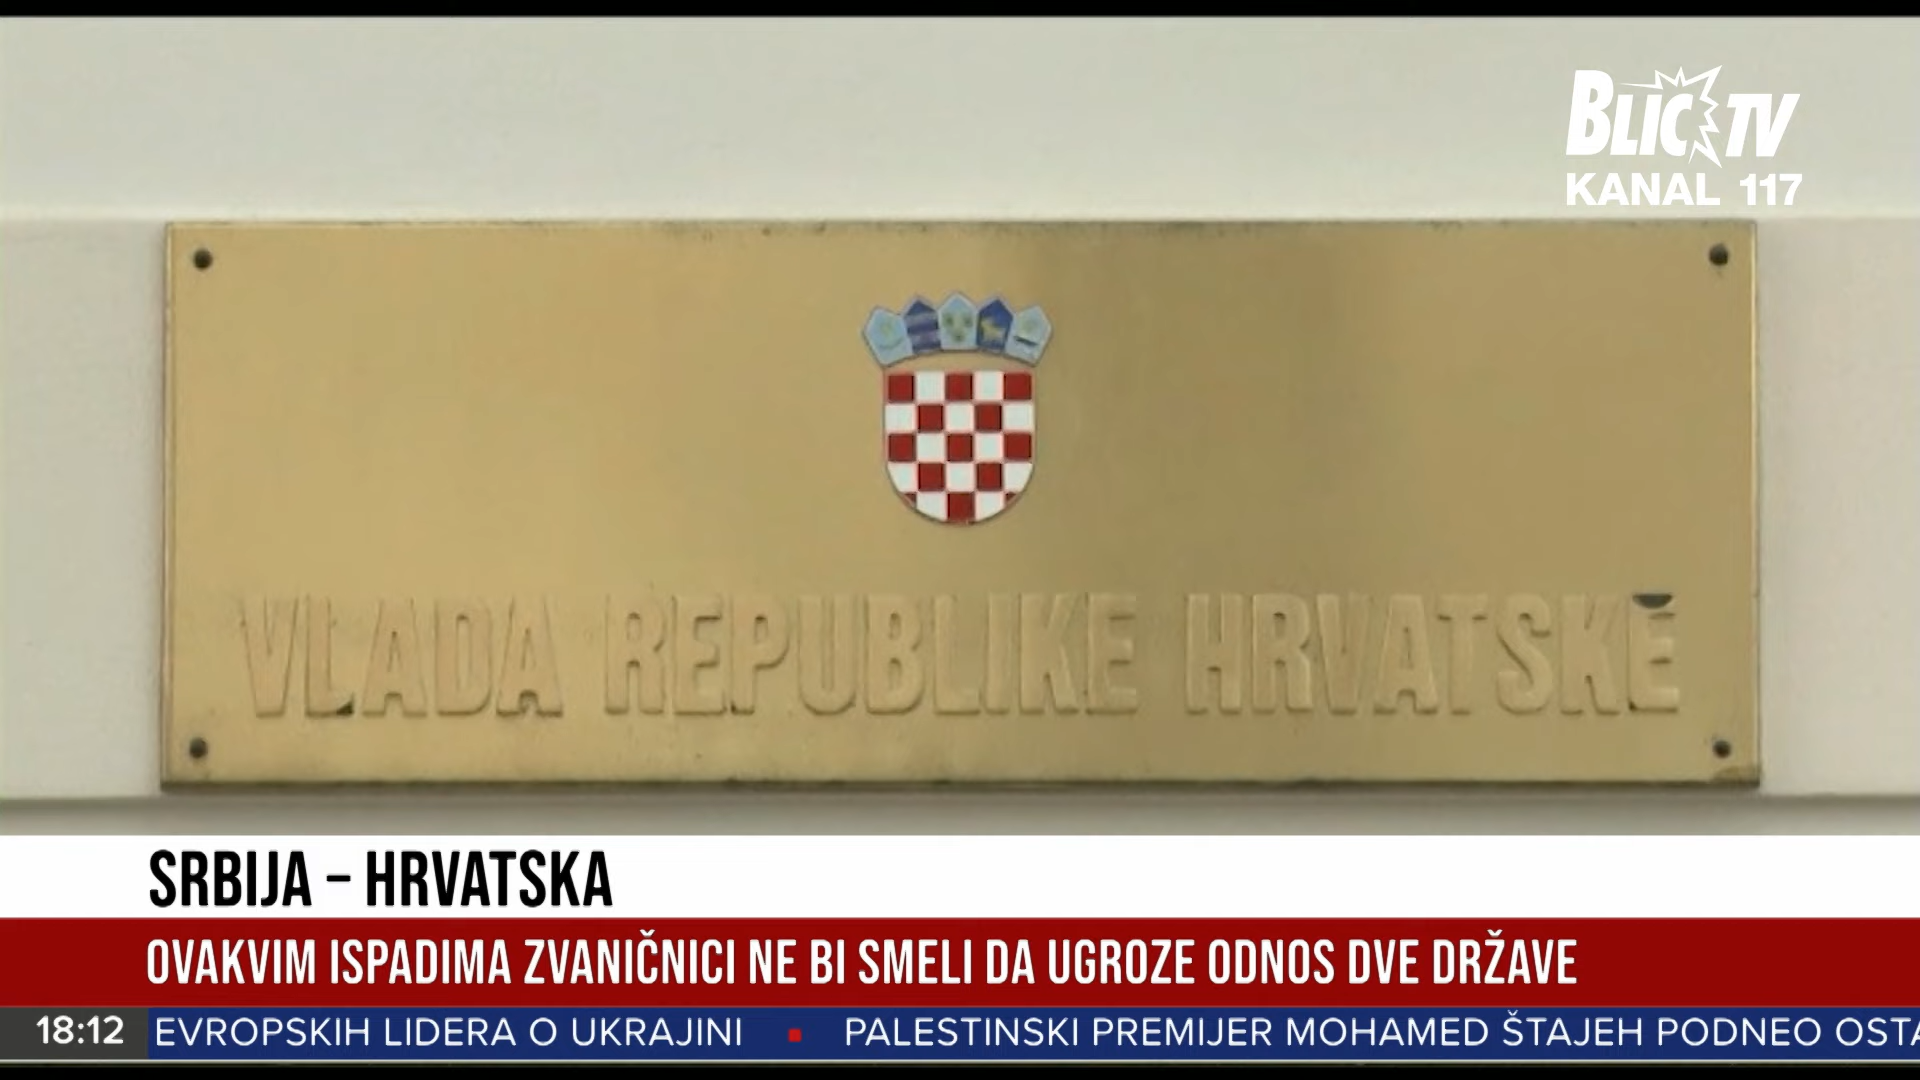 BLIC TV
KANAL 117
VLADA REPUBLIKE HRVATSKE
SRBIJA – HRVATSKA
OVAKVIM ISPADIMA ZVANIČNICI NE BI SMELI DA UGROZE ODNOS DVE DRŽAVE
18:12 EVROPSKIH LIDERA O UKRAJINI ▪ PALESTINSKI PREMIJER MOHAMED ŠTAJEH PODNEO